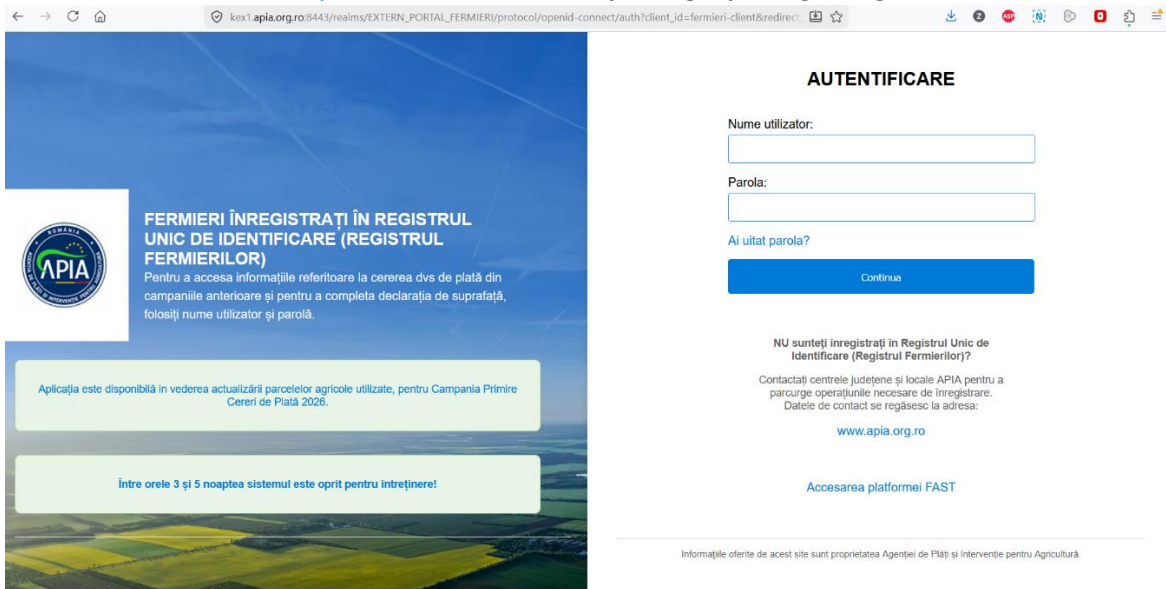 kex1.apia.org.ro:8443/realms/EXTERN_PORTAL_FERMIERI/protocol/openid-connect/auth?client_id=fermieri-client&redirect_
AUTENTIFICARE
Nume utilizator:
Parola:
Ai uitat parola?
Continua
ROMÂNIA
APIA
FERMIERI ÎNREGISTRAȚI ÎN REGISTRUL
UNIC DE IDENTIFICARE (REGISTRUL
FERMIERILOR)
Pentru a accesa informațiile referitoare la cererea dvs de plată din
campaniile anterioare și pentru a completa declarația de suprafață,
folosiți nume utilizator și parolă.
Aplicația este disponibilă in vederea actualizării parcelelor agricole utilizate, pentru Campania Primire
Cereri de Plată 2026.
Între orele 3 și 5 noaptea sistemul este oprit pentru intreținere!
NU sunteți inregistrați in Registrul Unic de
Identificare (Registrul Fermierilor)?
Contactați centrele județene și locale APIA pentru a
parcurge operațiunile necesare de înregistrare.
Datele de contact se regăsesc la adresa:
www.apia.org.ro
Accesarea platformei FAST
Informațiile oferite de acest site sunt proprietatea Agenției de Plăți și Intervenție pentru Agricultură.